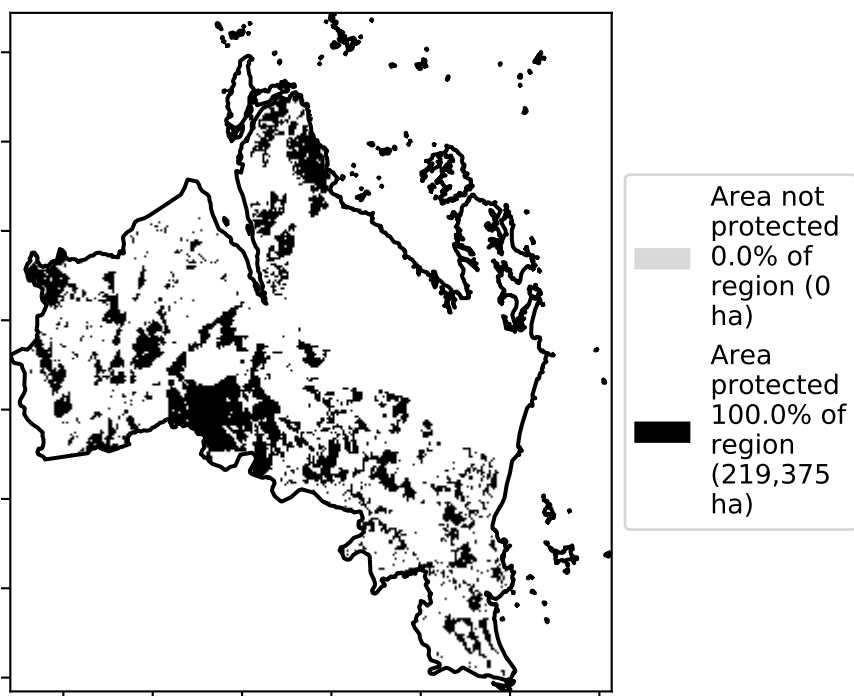 Area not
protected
0.0% of
region (0
ha)
Area
protected
100.0% of
region
(219,375
ha)